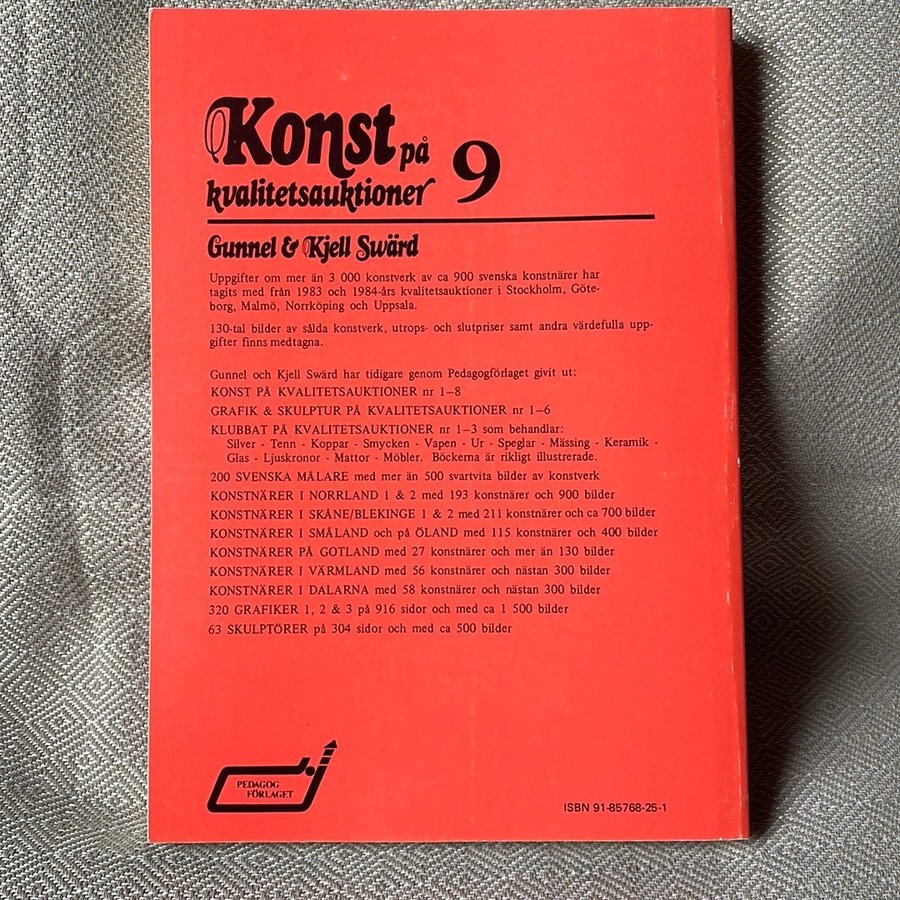 Konst på
kvalitetsauktioner 9
Gunnel & Kjell Swärd
Uppgifter om mer än 3 000 konstverk av ca 900 svenska konstnärer har
tagits med från 1983 och 1984-års kvalitetsauktioner i Stockholm, Göte-
borg, Malmö, Norrköping och Uppsala.
130-tal bilder av sålda konstverk, utrops- och slutpriser samt andra värdefulla upp-
gifter finns medtagna.
Gunnel och Kjell Swärd har tidigare genom Pedagogförlaget givit ut:
KONST PÅ KVALITETSAUKTIONER nr 1–8
GRAFIK & SKULPTUR PÅ KVALITETSAUKTIONER nr 1–6
KLUBBAT PÅ KVALITETSAUKTIONER nr 1–3 som behandlar:
Silver - Tenn - Koppar - Smycken - Vapen - Ur - Speglar - Mässing - Keramik -
Glas - Ljuskronor - Mattor - Möbler. Böckerna är rikligt illustrerade.
200 SVENSKA MÅLARE med mer än 500 svartvita bilder av konstverk
KONSTNÄRER I NORRLAND 1 & 2 med 193 konstnärer och 900 bilder
KONSTNÄRER I SKÅNE/BLEKINGE 1 & 2 med 211 konstnärer och ca 700 bilder
KONSTNÄRER I SMÅLAND och på ÖLAND med 115 konstnärer och 400 bilder
KONSTNÄRER PÅ GOTLAND med 27 konstnärer och mer än 130 bilder
KONSTNÄRER I VÄRMLAND med 56 konstnärer och nästan 300 bilder
KONSTNÄRER I DALARNA med 58 konstnärer och nästan 300 bilder
320 GRAFIKER 1, 2 & 3 på 916 sidor och med ca 1 500 bilder
63 SKULPTÖRER på 304 sidor och med ca 500 bilder
PEDAGOG
FÖRLAGET
ISBN 91-85768-25-1